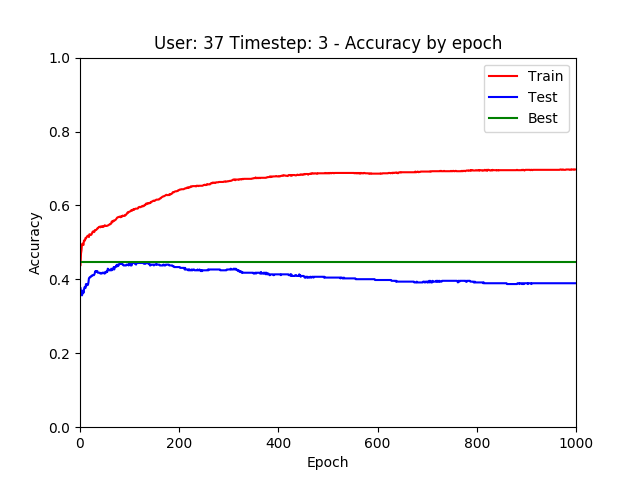 User: 37 Timestep: 3 - Accuracy by epoch
1.0
0.8
0.6
0.4
0.2
0.0
Accuracy
Train
Test
Best
0 200 400 600 800 1000
Epoch